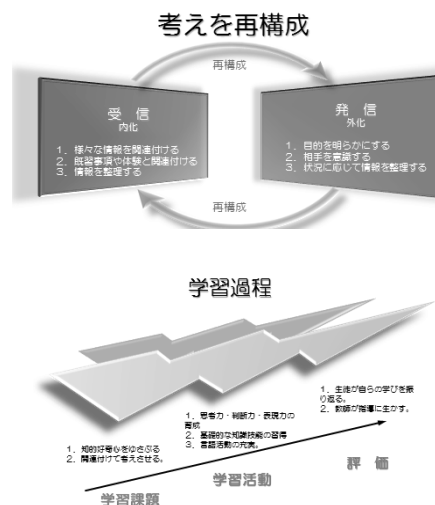 考えを再構成
再構成
受 信
内化
1．様々な情報を関連付ける
2．既習事項や体験と関連付ける
3．情報を整理する
発 信
外化
1．目的を明らかにする
2．相手を意識する
3．状況に応じて情報を整理する
再構成
学習過程
1．知的好奇心をゆさぶる
2．関連付けて考えさせる。
学習課題
1．思考力・判断力・表現力の
育成
2．基礎的な知識技能の習得
3．言語活動の充実。
学習活動
1．生徒が自らの学びを振
り返る。
2．教師が指導に生かす。
評 価